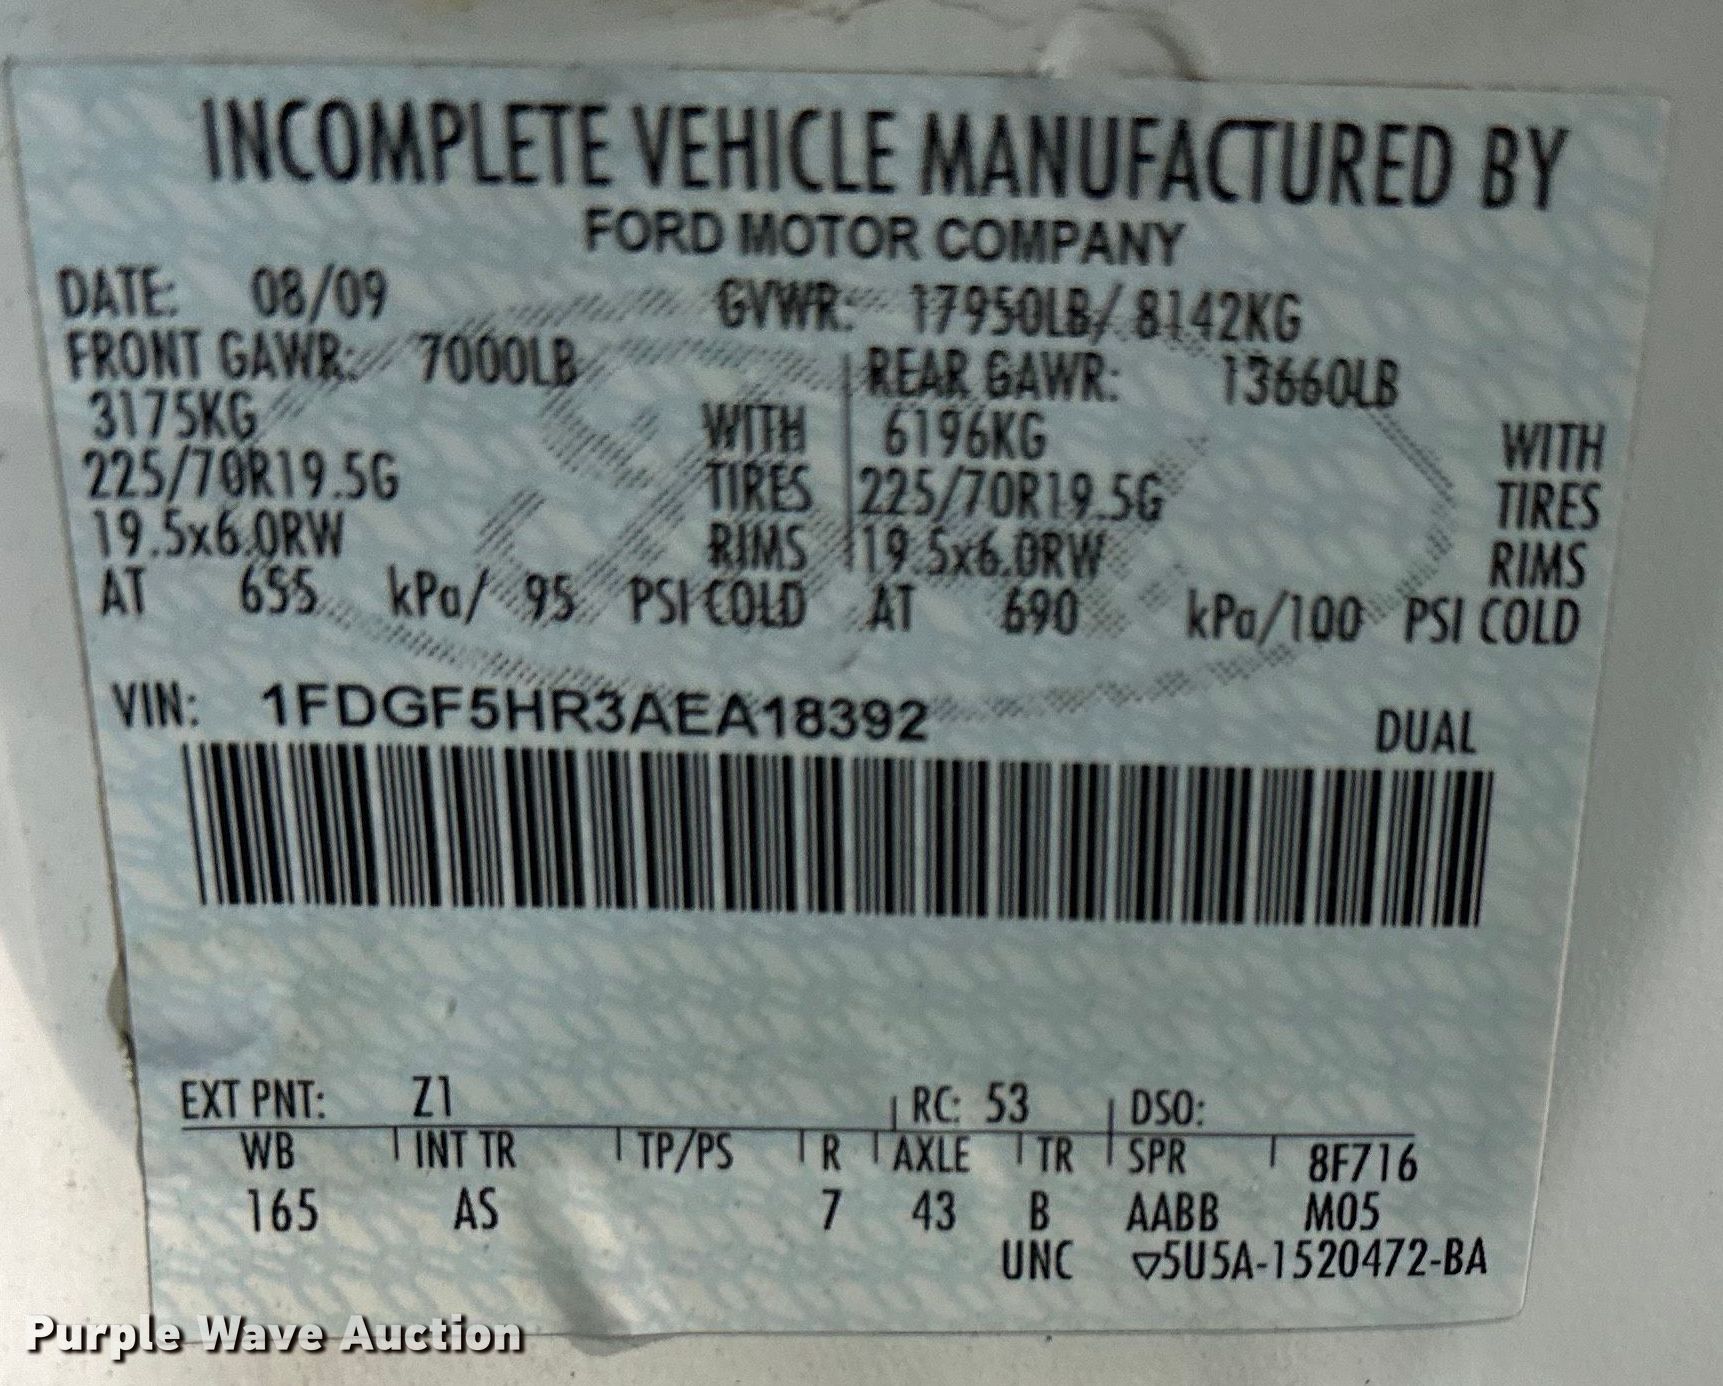 INCOMPLETE VEHICLE MANUFACTURED BY
FORD MOTOR COMPANY
DATE: 08/09 GVWR: 17950LB/ 8142KG
FRONT GAWR: 7000LB REAR GAWR: 13660LB
3175KG WITH 6196KG WITH
225/70R19.5G TIRES 225/70R19.5G TIRES
19.5x6.0RW RIMS 19.5x6.0RW RIMS
AT 655 kPa/ 95 PSI COLD AT 690 kPa/100 PSI COLD
VIN: 1FDGF5HR3AEA18392 DUAL
EXT PNT: Z1 RC: 53 DSO:
WB INT TR TP/PS R AXLE TR SPR 8F716
165 AS 7 43 B AABB M05
UNC ▽5U5A-1520472-BA
Purple Wave Auction